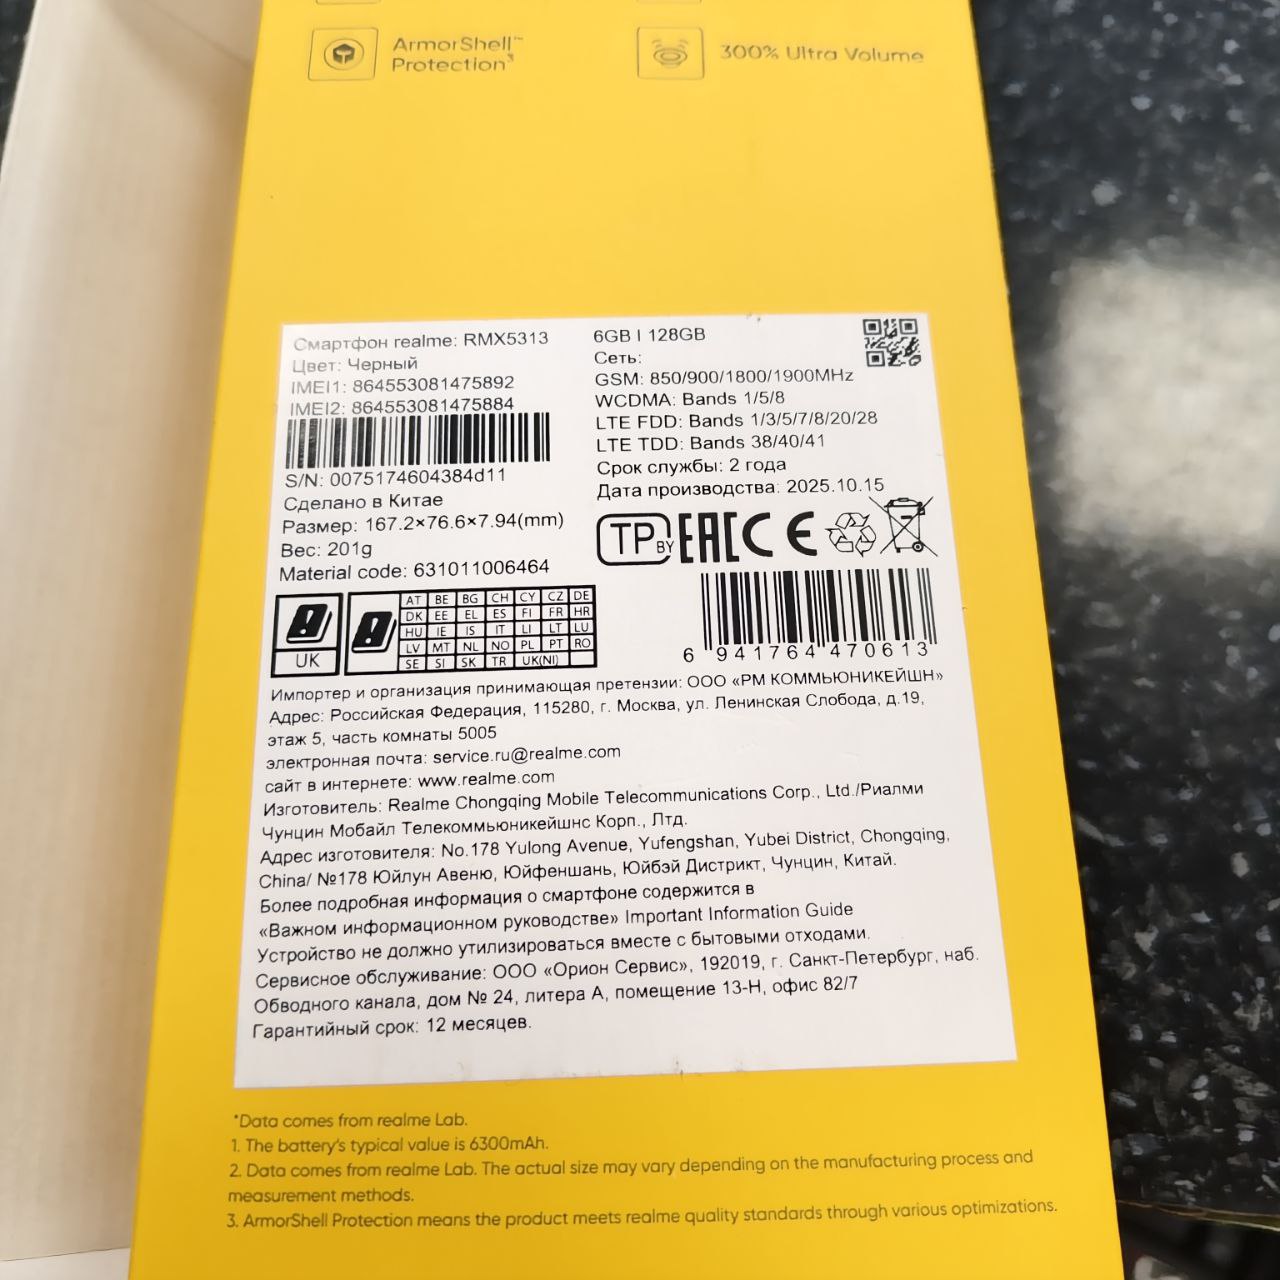 ArmorShell™
Protection³
300% Ultra Volume
Смартфон realme: RMX5313
Цвет: Черный
IMEI1: 864553081475892
IMEI2: 864553081475884
S/N: 0075174604384d11
Сделано в Китае
Размер: 167.2×76.6×7.94(mm)
Вес: 201g
Material code: 631011006464
6GB | 128GB
Сеть:
GSM: 850/900/1800/1900MHz
WCDMA: Bands 1/5/8
LTE FDD: Bands 1/3/5/7/8/20/28
LTE TDD: Bands 38/40/41
Срок службы: 2 года
Дата производства: 2025.10.15
TP BY EAC CE
UK
AT BE BG CH CY CZ DE
DK EE EL ES FI FR HR
HU IE IS IT LI LT LU
LV MT NL NO PL PT RO
SE SI SK TR UK(NI)
6 941764 470613
Импортер и организация принимающая претензии: ООО «РМ КОММЬЮНИКЕЙШН»
Адрес: Российская Федерация, 115280, г. Москва, ул. Ленинская Слобода, д.19,
этаж 5, часть комнаты 5005
электронная почта: service.ru@realme.com
сайт в интернете: www.realme.com
Изготовитель: Realme Chongqing Mobile Telecommunications Corp., Ltd./Риалми
Чунцин Мобайл Телекоммьюникейшнс Корп., Лтд.
Адрес изготовителя: No.178 Yulong Avenue, Yufengshan, Yubei District, Chongqing,
China/ №178 Юйлун Авеню, Юйфеншань, Юйбэй Дистрикт, Чунцин, Китай.
Более подробная информация о смартфоне содержится в
«Важном информационном руководстве» Important Information Guide
Устройство не должно утилизироваться вместе с бытовыми отходами.
Сервисное обслуживание: ООО «Орион Сервис», 192019, г. Санкт-Петербург, наб.
Обводного канала, дом № 24, литера А, помещение 13-Н, офис 82/7
Гарантийный срок: 12 месяцев.
*Data comes from realme Lab.
1. The battery's typical value is 6300mAh.
2. Data comes from realme Lab. The actual size may vary depending on the manufacturing process and
measurement methods.
3. ArmorShell Protection means the product meets realme quality standards through various optimizations.